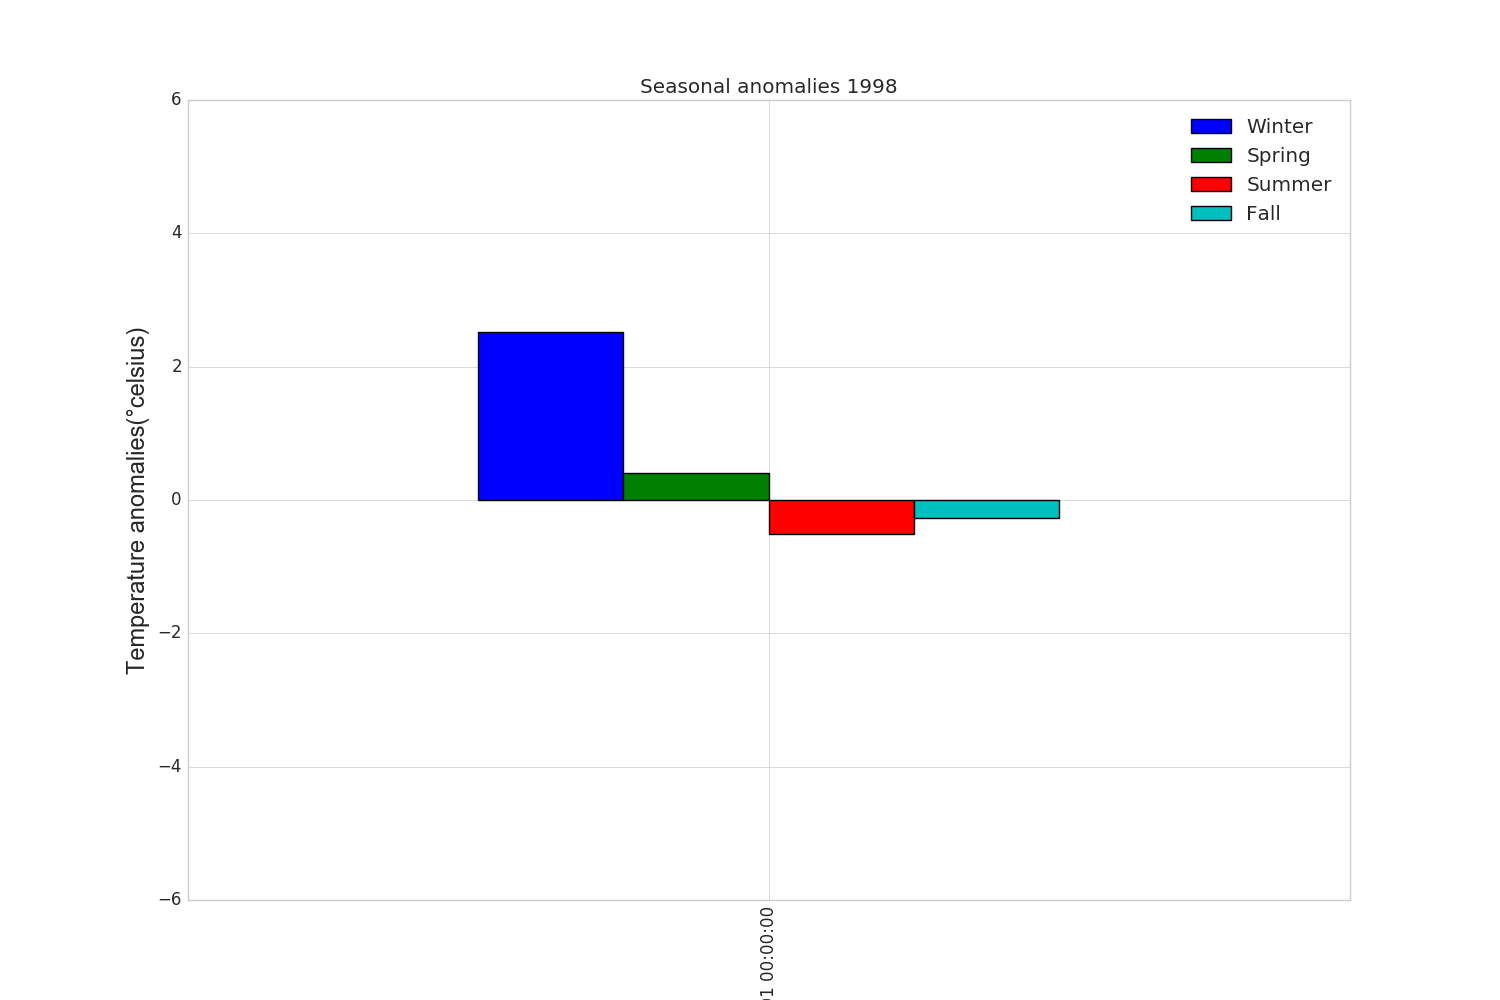 Seasonal anomalies 1998
Winter
Spring
Summer
Fall
Temperature anomalies(°celsius)
6
4
2
0
−2
−4
−6
00:00:00